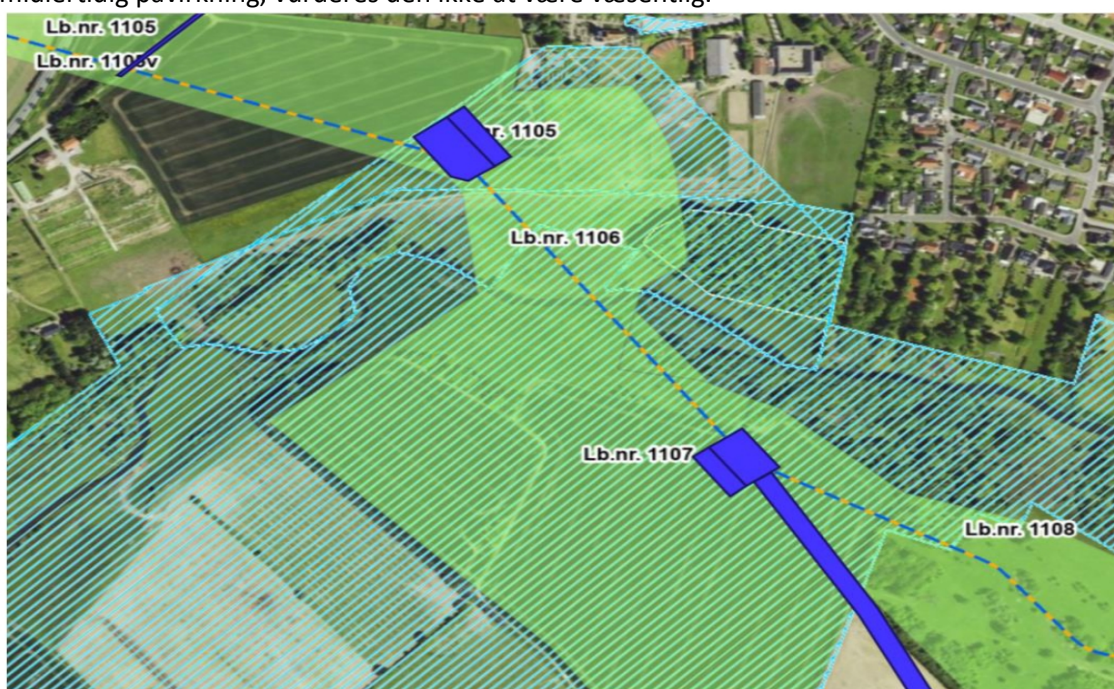 midlertidig påvirkning, vurderes den ikke at være væsentlig.
Lb.nr. 1105
Lb.nr. 1105v
nr. 1105
Lb.nr. 1106
Lb.nr. 1107
Lb.nr. 1108